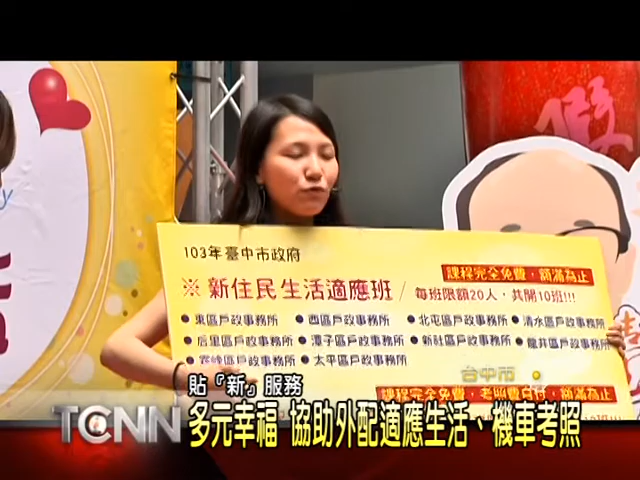 103年臺中市政府
※新住民生活適應班/
課程完全免費,額滿為止
每班限額20人,共開10班!!!
●東區戶政事務所 ●西區戶政事務所 ●北屯區戶政事務所 ●清水區戶政事務所
●后里區戶政事務所 ●潭子區戶政事務所 ●新社區戶政事務所 ●龍井區戶政事務所
●霧峰區戶政事務所 ●太平區戶政事務所
台中市
課程完全免費,老照費自付,額滿為止
貼『新』服務
TCNN
多元幸福 協助外配適應生活、機車考照